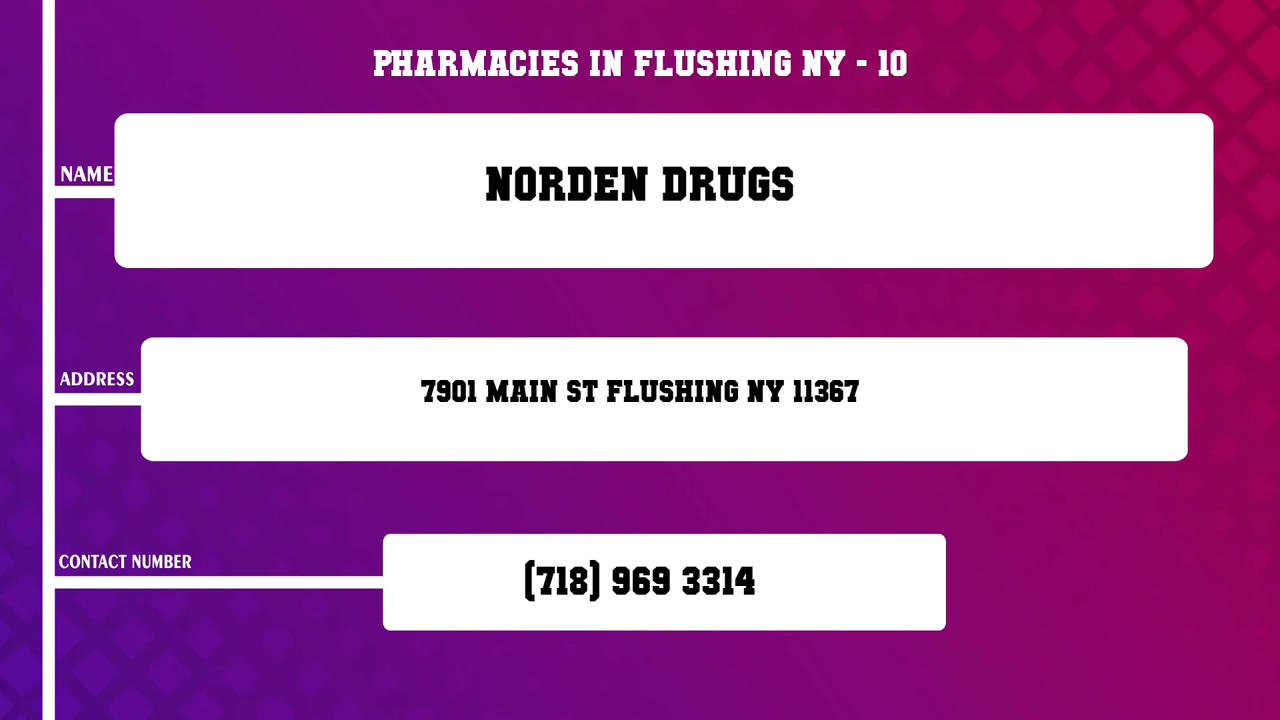 PHARMACIES IN FLUSHING NY - 10
NAME
NORDEN DRUGS
ADDRESS
7901 MAIN ST FLUSHING NY 11367
CONTACT NUMBER
(718) 969 3314